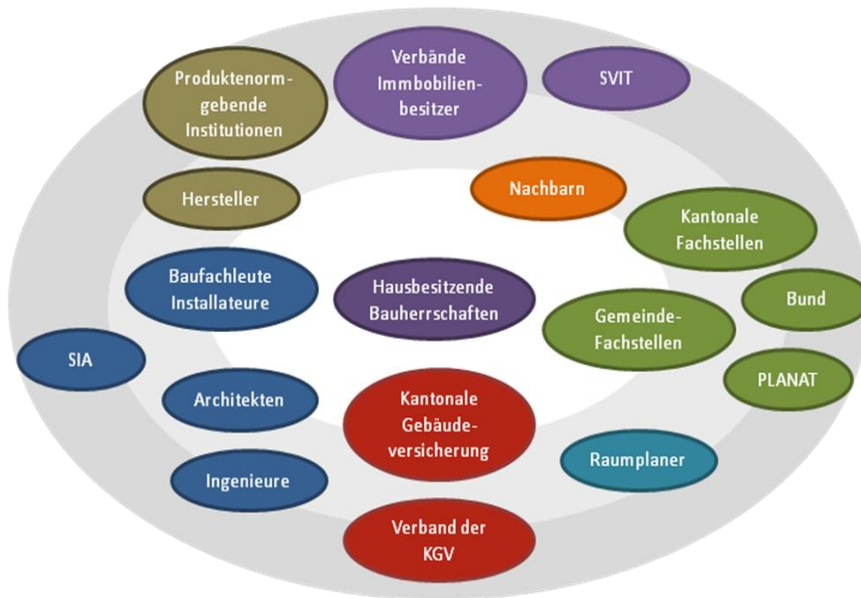 Produktenorm-
gebende
Institutionen
Verbände
Immbobilien-
besitzer
SVIT
Hersteller
Nachbarn
Kantonale
Fachstellen
Baufachleute
Installateure
Hausbesitzende
Bauherrschaften
Gemeinde-
Fachstellen
Bund
SIA
PLANAT
Architekten
Kantonale
Gebäude-
versicherung
Raumplaner
Ingenieure
Verband der
KGV